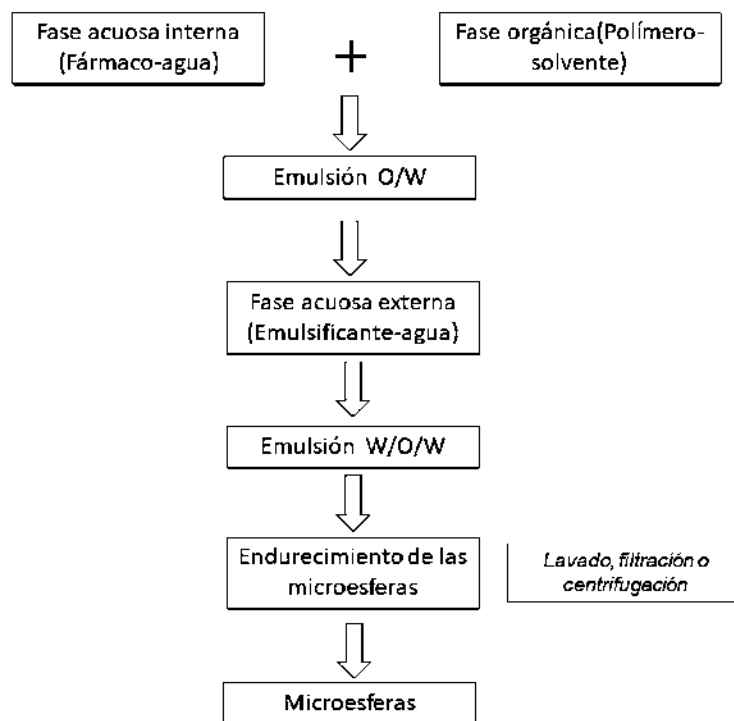 Fase acuosa interna
(Fármaco-agua)
+
Fase orgánica(Polímero-
solvente)
Emulsión O/W
Fase acuosa externa
(Emulsificante-agua)
Emulsión W/O/W
Endurecimiento de las
microesferas
Lavado, filtración o
centrifugación
Microesferas